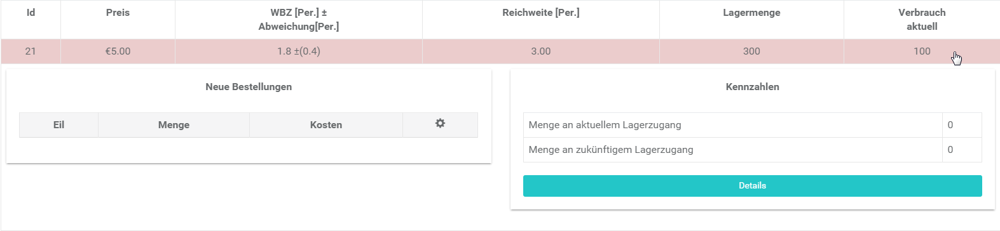 Id Preis WBZ [Per.] ± Reichweite [Per.] Lagermenge Verbrauch
Abweichung[Per.] aktuell
21 €5.00 1.8 ±(0.4) 3.00 300 100
Neue Bestellungen
Eil Menge Kosten
Kennzahlen
Menge an aktuellem Lagerzugang 0
Menge an zukünftigem Lagerzugang 0
Details